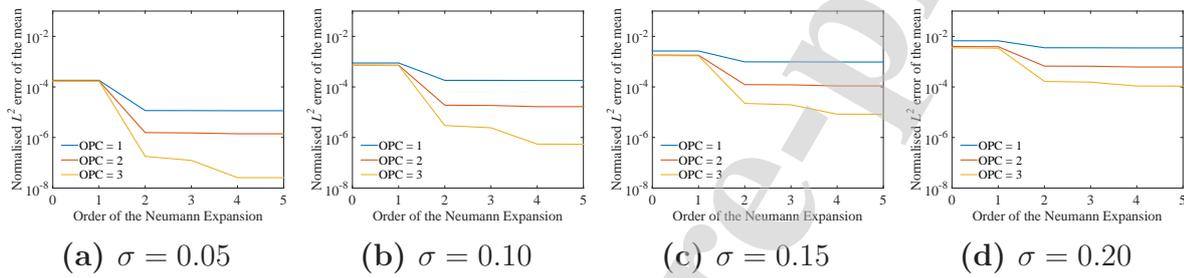 Normalised L² error of the mean
10⁻²
10⁻⁴
10⁻⁶
10⁻⁸
OPC = 1
OPC = 2
OPC = 3
0 1 2 3 4 5
Order of the Neumann Expansion
(a) σ = 0.05
Normalised L² error of the mean
10⁻²
10⁻⁴
10⁻⁶
10⁻⁸
OPC = 1
OPC = 2
OPC = 3
0 1 2 3 4 5
Order of the Neumann Expansion
(b) σ = 0.10
Normalised L² error of the mean
10⁻²
10⁻⁴
10⁻⁶
10⁻⁸
OPC = 1
OPC = 2
OPC = 3
0 1 2 3 4 5
Order of the Neumann Expansion
(c) σ = 0.15
Normalised L² error of the mean
10⁻²
10⁻⁴
10⁻⁶
10⁻⁸
OPC = 1
OPC = 2
OPC = 3
0 1 2 3 4 5
Order of the Neumann Expansion
(d) σ = 0.20
re-p